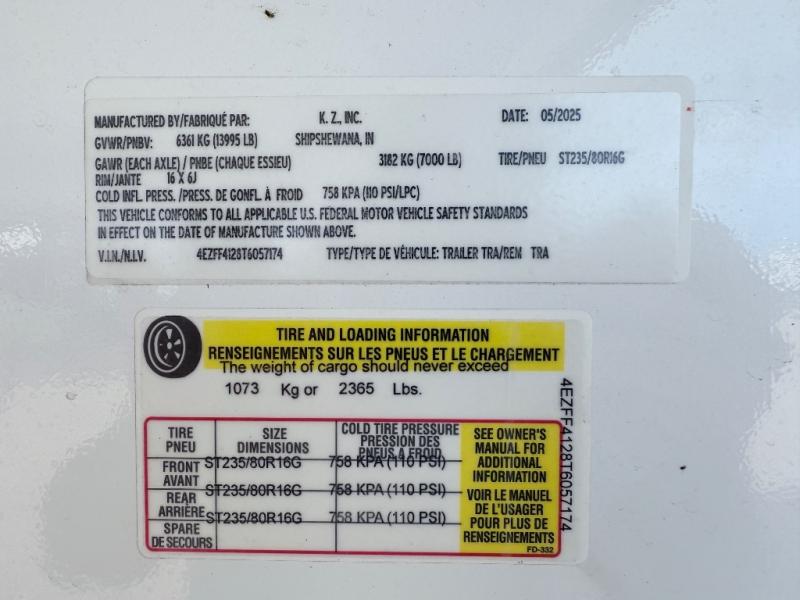 MANUFACTURED BY/FABRIQUÉ PAR: K. Z., INC. DATE: 05/2025
GVWR/PNBV: 6361 KG (13995 LB) SHIPSHEWANA, IN
GAWR (EACH AXLE) / PNBE (CHAQUE ESSIEU) 3182 KG (7000 LB) TIRE/PNEU ST235/80R16G
RIM/JANTE 16 X 6J
COLD INFL. PRESS. /PRESS. DE GONFL. À FROID 758 KPA (110 PSI/LPC)
THIS VEHICLE CONFORMS TO ALL APPLICABLE U.S. FEDERAL MOTOR VEHICLE SAFETY STANDARDS
IN EFFECT ON THE DATE OF MANUFACTURE SHOWN ABOVE.
V.I.N./N.I.V. 4EZFF4128T6057174 TYPE/TYPE DE VÉHICULE: TRAILER TRA/REM TRA
TIRE AND LOADING INFORMATION
RENSEIGNEMENTS SUR LES PNEUS ET LE CHARGEMENT
The weight of cargo should never exceed
1073 Kg or 2365 Lbs.
TIRE
PNEU
SIZE
DIMENSIONS
COLD TIRE PRESSURE
PRESSION DES
PNEUS A FROID
FRONT
AVANT
ST235/80R16G 758 KPA (110 PSI)
REAR
ARRIÈRE
ST235/80R16G 758 KPA (110 PSI)
SPARE
DE SECOURS
ST235/80R16G 758 KPA (110 PSI)
SEE OWNER'S
MANUAL FOR
ADDITIONAL
INFORMATION
VOIR LE MANUEL
DE L'USAGER
POUR PLUS DE
RENSEIGNEMENTS
FD-332
4EZFF4128T6057174